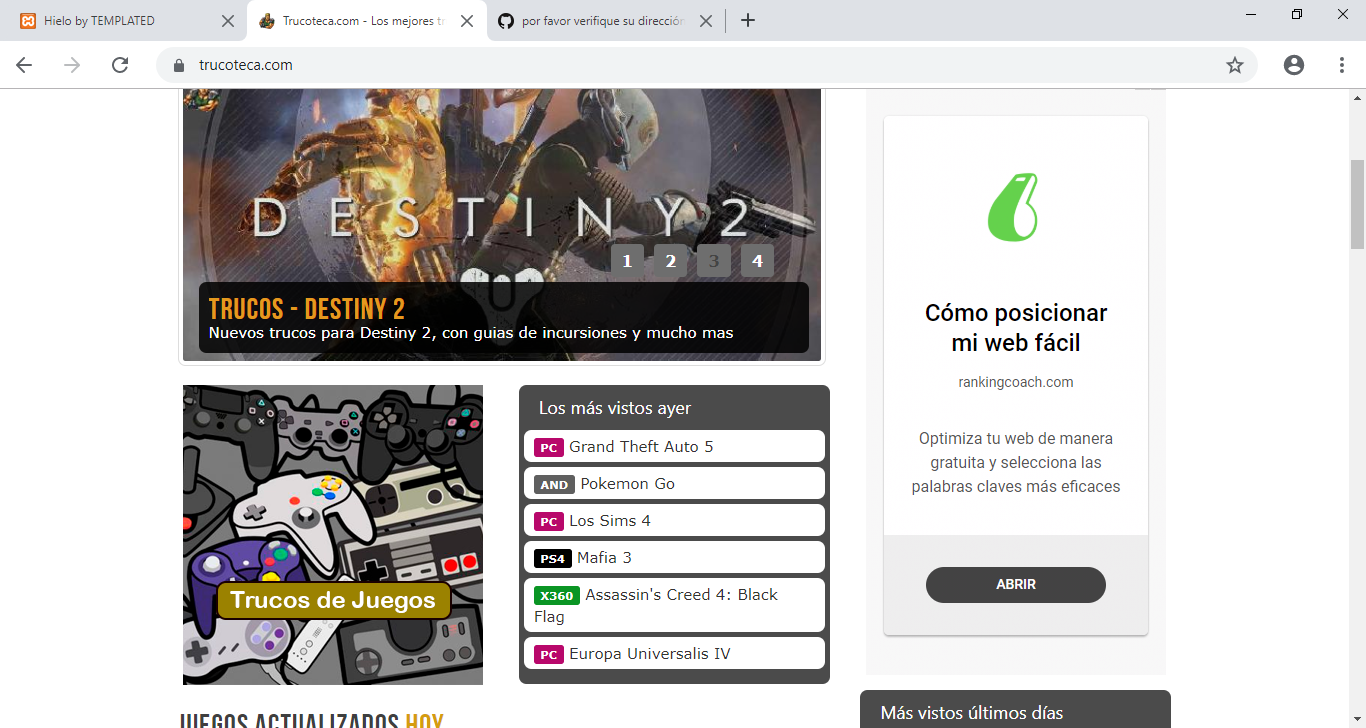 Hielo by TEMPLATED
Trucoteca.com - Los mejores tr
por favor verifique su dirección
trucoteca.com
DESTINY 2
1 2 3 4
TRUCOS - DESTINY 2
Nuevos trucos para Destiny 2, con guias de incursiones y mucho mas
Trucos de Juegos
Los más vistos ayer
PC Grand Theft Auto 5
AND Pokemon Go
PC Los Sims 4
PS4 Mafia 3
X360 Assassin's Creed 4: Black
Flag
PC Europa Universalis IV
JUEGOS ACTUALIZADOS HOY
Cómo posicionar
mi web fácil
rankingcoach.com
Optimiza tu web de manera
gratuita y selecciona las
palabras claves más eficaces
ABRIR
Más vistos últimos días